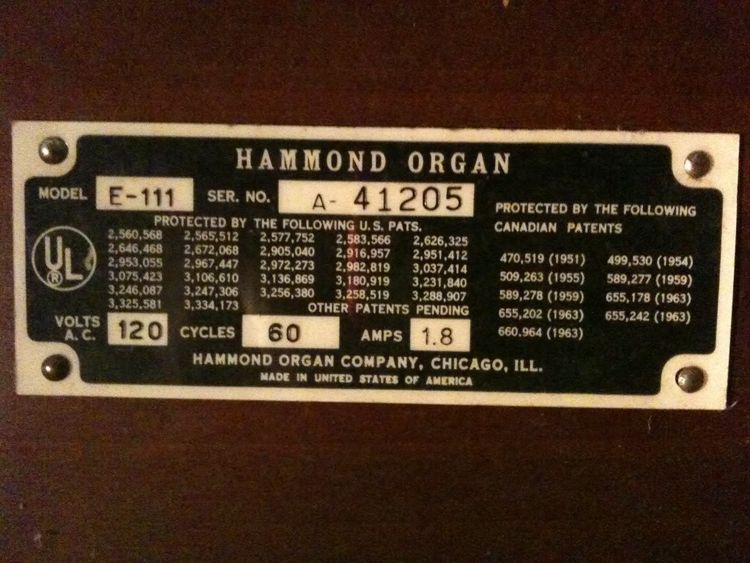 HAMMOND ORGAN
MODEL E-111 SER. NO. A- 41205
PROTECTED BY THE FOLLOWING U.S. PATS.
2,560,568 2,565,512 2,577,752 2,583,566 2,626,325
2,646,468 2,672,068 2,905,040 2,916,957 2,951,412
2,953,055 2,967,447 2,972,273 2,982,819 3,037,414
3,075,423 3,106,610 3,136,869 3,180,919 3,231,840
3,246,087 3,247,306 3,256,380 3,258,519 3,288,907
3,325,581 3,334,173
OTHER PATENTS PENDING
UL
®
PROTECTED BY THE FOLLOWING
CANADIAN PATENTS
470,519 (1951) 499,530 (1954)
509,263 (1955) 589,277 (1959)
589,278 (1959) 655,178 (1963)
655,202 (1963) 655,242 (1963)
660.964 (1963)
VOLTS
A.C. 120 CYCLES 60 AMPS 1.8
HAMMOND ORGAN COMPANY, CHICAGO, ILL.
MADE IN UNITED STATES OF AMERICA